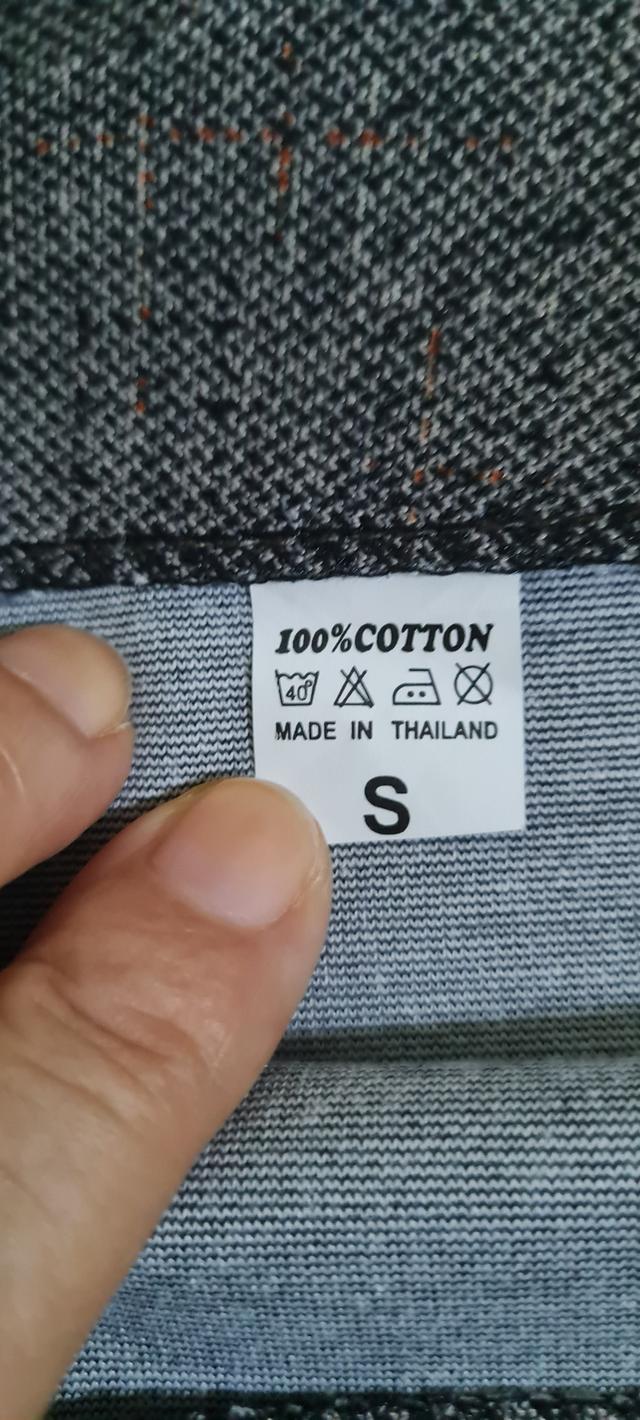 100%COTTON
40°
MADE IN THAILAND
S